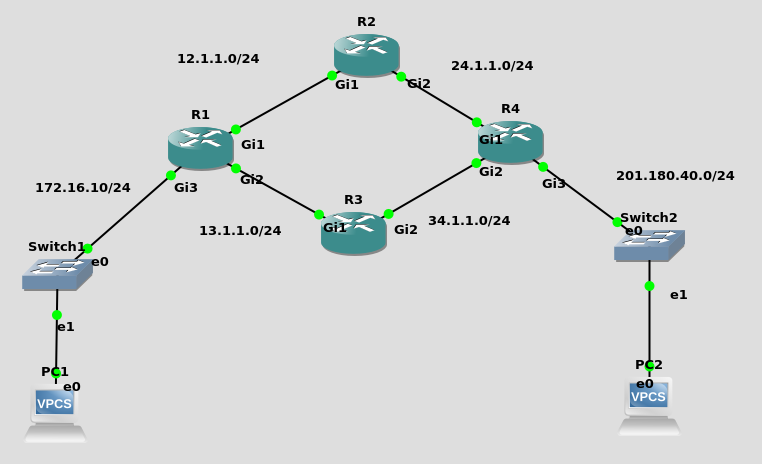 R2
12.1.1.0/24
24.1.1.0/24
Gi1
Gi2
R1
R4
Gi1
Gi1
172.16.10/24
Gi3
Gi2
Gi2
Gi3
201.180.40.0/24
R3
13.1.1.0/24
Gi1
Gi2
34.1.1.0/24
Switch1
e0
Switch2
e0
e1
e1
PC1
e0
VPCS
PC2
e0
VPCS